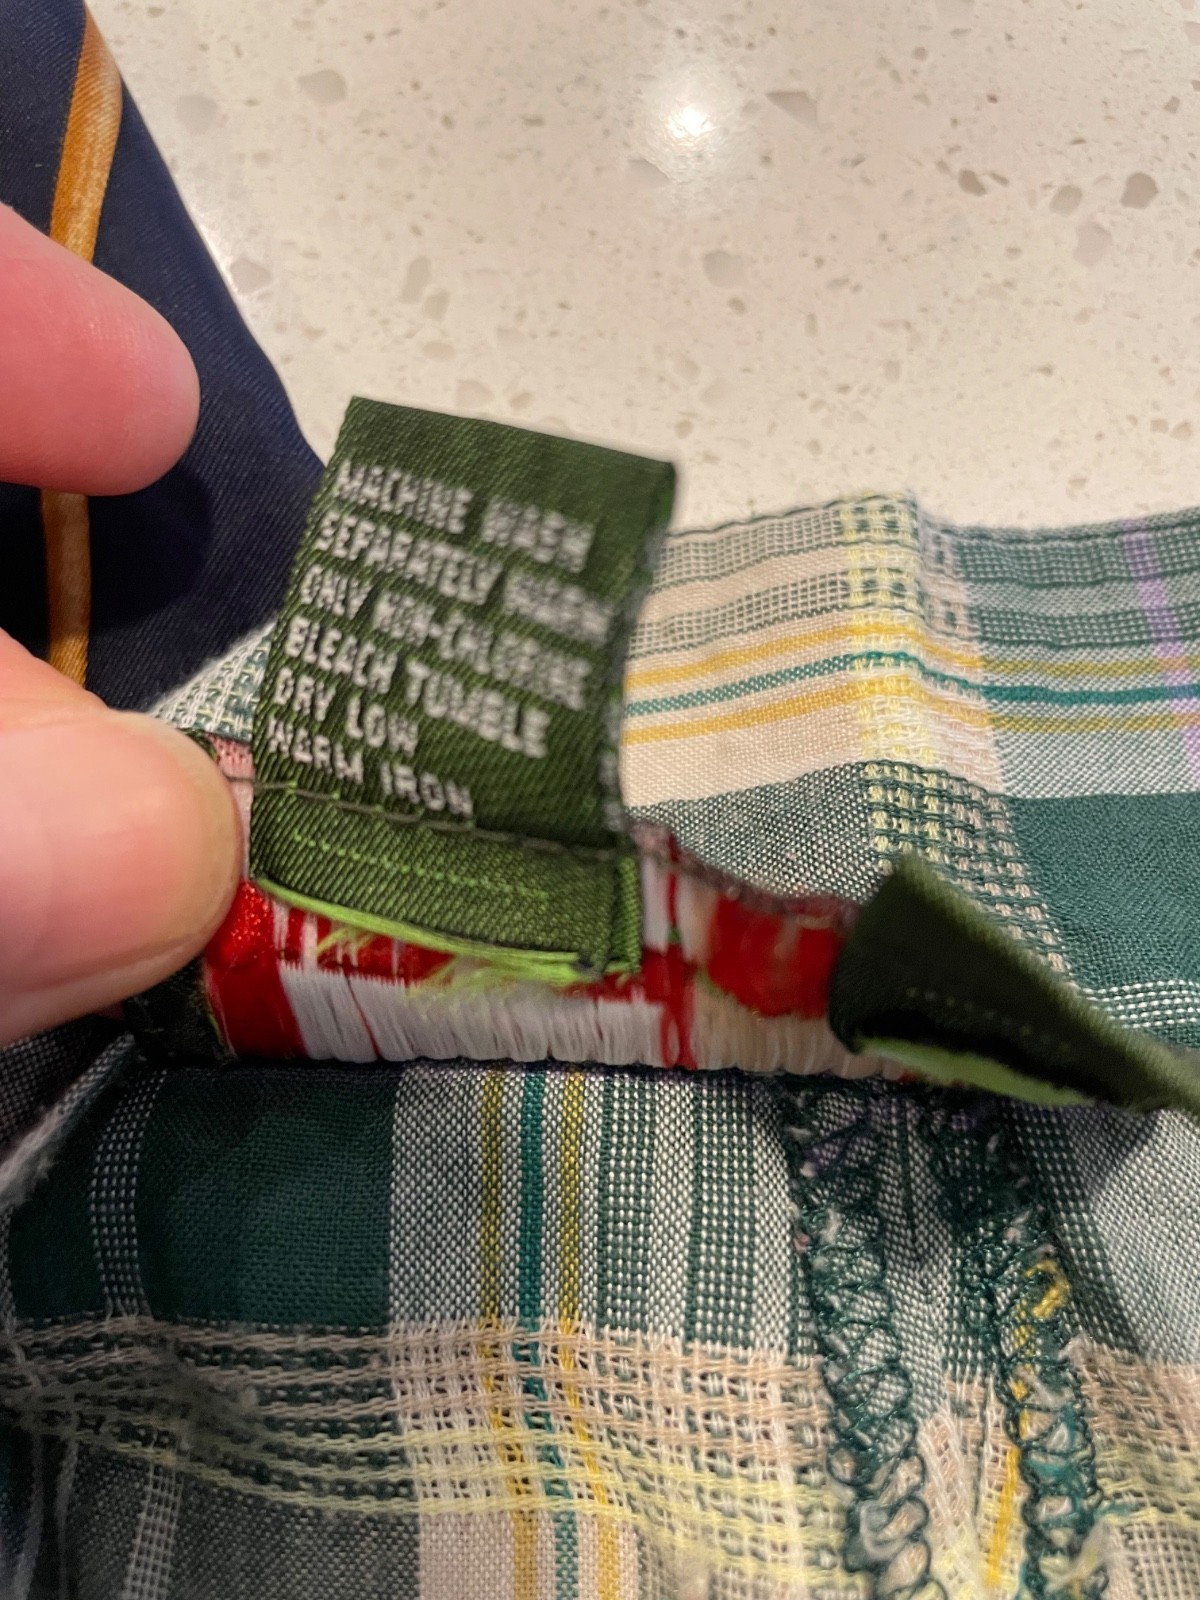 MACHINE WASH
SEPARATELY WARM
ONLY NON-CHLORINE
BLEACH TUMBLE
DRY LOW
WARM IRON